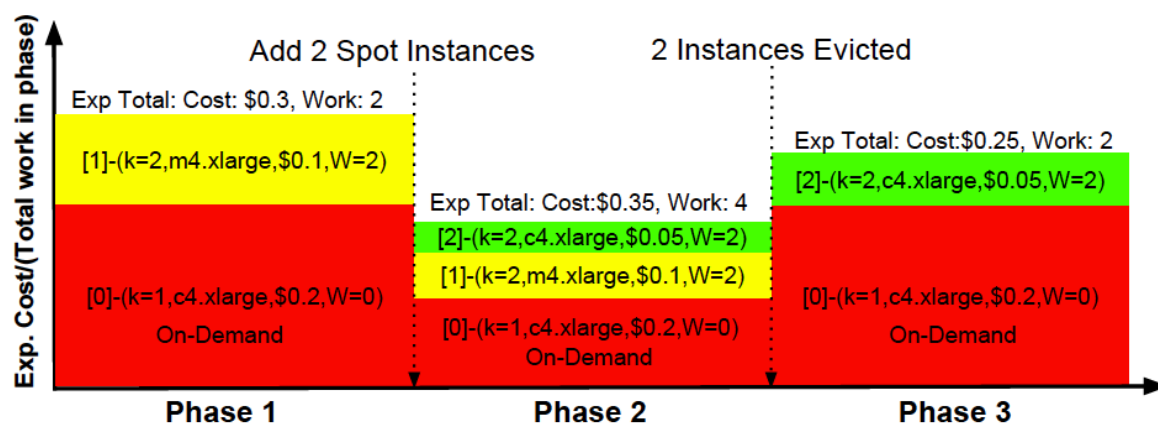 Exp. Cost/(Total work in phase)
Add 2 Spot Instances
2 Instances Evicted
Exp Total: Cost: $0.3, Work: 2
[1]-(k=2,m4.xlarge,$0.1,W=2)
[0]-(k=1,c4.xlarge,$0.2,W=0)
On-Demand
Exp Total: Cost:$0.35, Work: 4
[2]-(k=2,c4.xlarge,$0.05,W=2)
[1]-(k=2,m4.xlarge,$0.1,W=2)
[0]-(k=1,c4.xlarge,$0.2,W=0)
On-Demand
Exp Total: Cost:$0.25, Work: 2
[2]-(k=2,c4.xlarge,$0.05,W=2)
[0]-(k=1,c4.xlarge,$0.2,W=0)
On-Demand
Phase 1
Phase 2
Phase 3